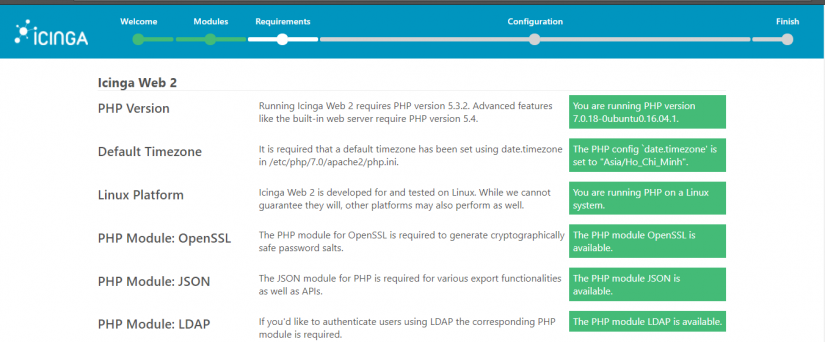 Welcome Modules Requirements Configuration Finish
ICINGA
Icinga Web 2
PHP Version
Running Icinga Web 2 requires PHP version 5.3.2. Advanced features
like the built-in web server require PHP version 5.4.
You are running PHP version
7.0.18-0ubuntu0.16.04.1.
Default Timezone
It is required that a default timezone has been set using date.timezone
in /etc/php/7.0/apache2/php.ini.
The PHP config `date.timezone' is
set to "Asia/Ho_Chi_Minh".
Linux Platform
Icinga Web 2 is developed for and tested on Linux. While we cannot
guarantee they will, other platforms may also perform as well.
You are running PHP on a Linux
system.
PHP Module: OpenSSL
The PHP module for OpenSSL is required to generate cryptographically
safe password salts.
The PHP module OpenSSL is
available.
PHP Module: JSON
The JSON module for PHP is required for various export functionalities
as well as APIs.
The PHP module JSON is
available.
PHP Module: LDAP
If you'd like to authenticate users using LDAP the corresponding PHP
module is required.
The PHP module LDAP is available.